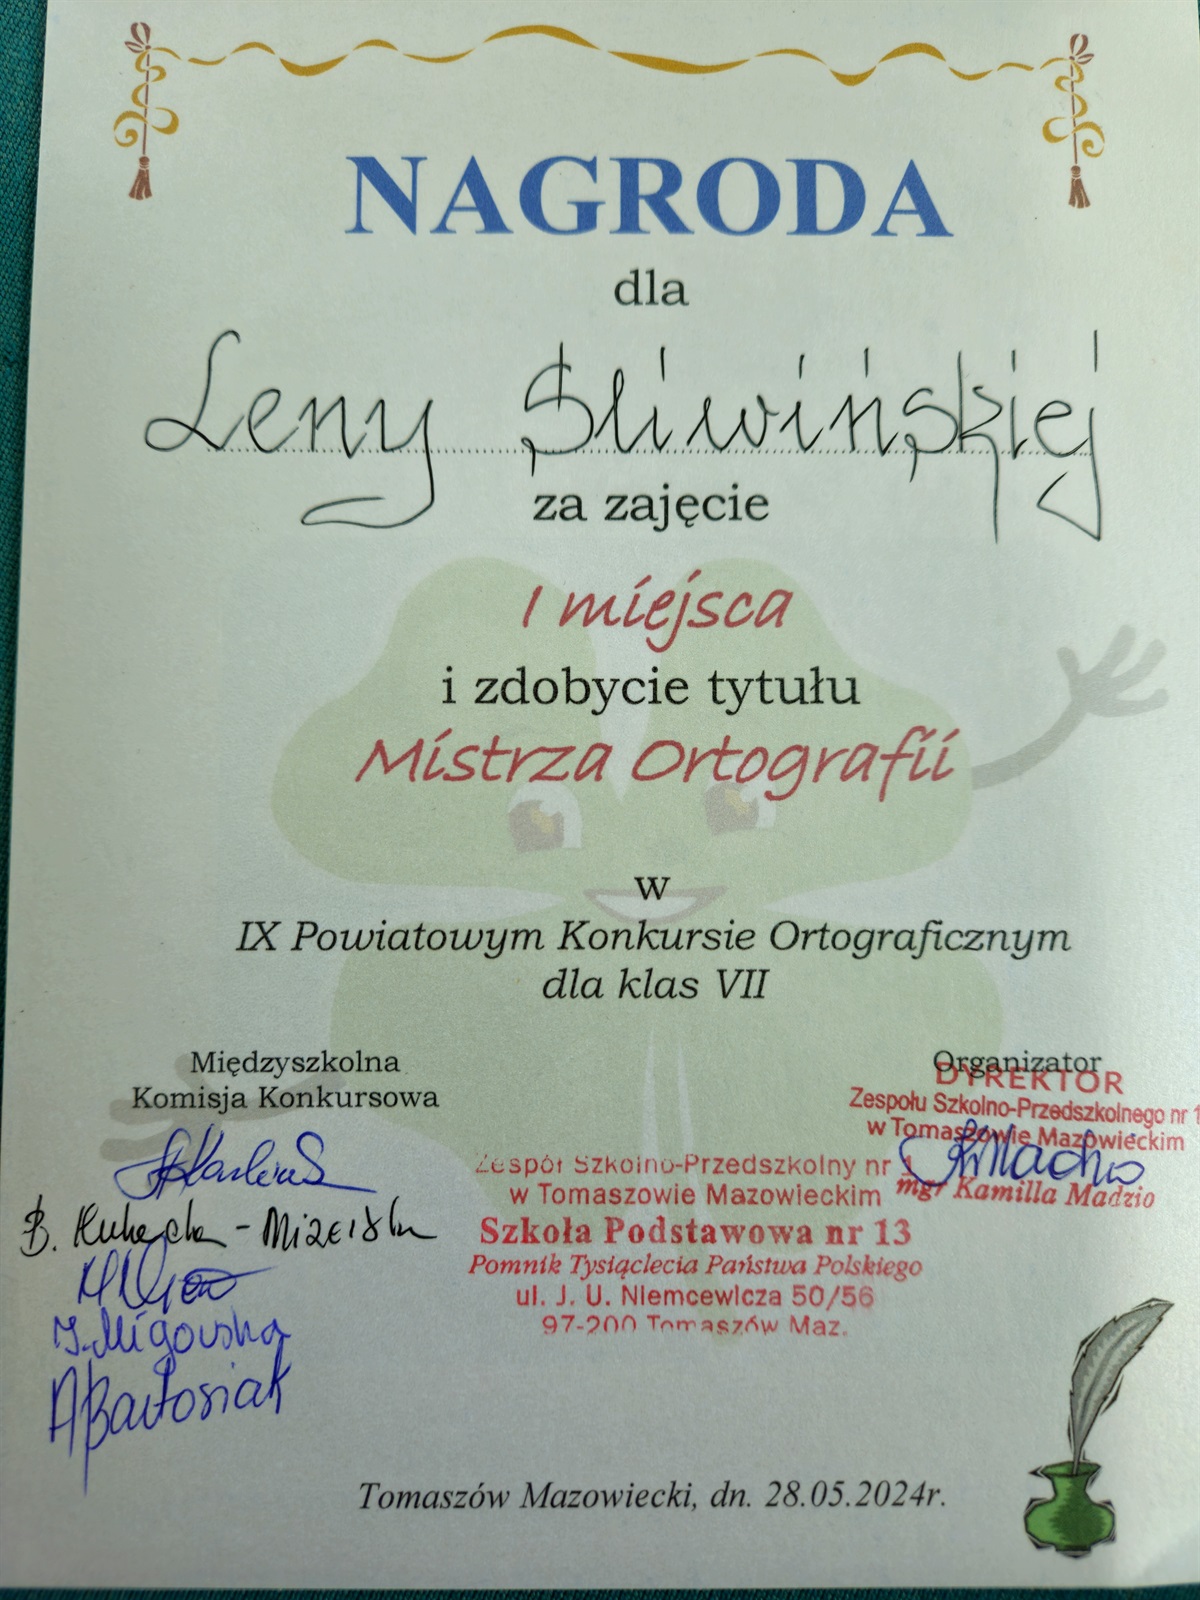 NAGRODA
dla
Leny Śliwińskiej
za zajęcie
I miejsca
i zdobycie tytułu
Mistrza Ortografii
w
IX Powiatowym Konkursie Ortograficznym
dla klas VII
Międzyszkolna
Komisja Konkursowa
B.
I. Migowska
A Bartosiak
Organizator
DYREKTOR
Zespołu Szkolno-Przedszkolnego nr 1
w Tomaszowie Mazowieckim
mgr Kamilla Madzio
Zespół Szkolno-Przedszkolny nr 1
w Tomaszowie Mazowieckim
Szkoła Podstawowa nr 13
Pomnik Tysiąclecia Państwa Polskiego
ul. J. U. Niemcewicza 50/56
97-200 Tomaszów Maz.
Tomaszów Mazowiecki, dn. 28.05.2024r.